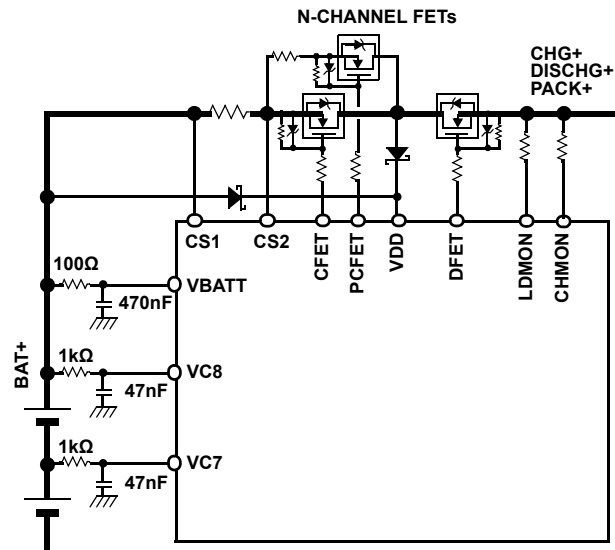 N-CHANNEL FETs
CHG+
DISCHG+
PACK+
CS1
CS2
CFET
PCFET
VDD
DFET
LDMON
CHMON
100Ω
VBATT
470nF
BAT+
1kΩ
VC8
47nF
1kΩ
VC7
47nF